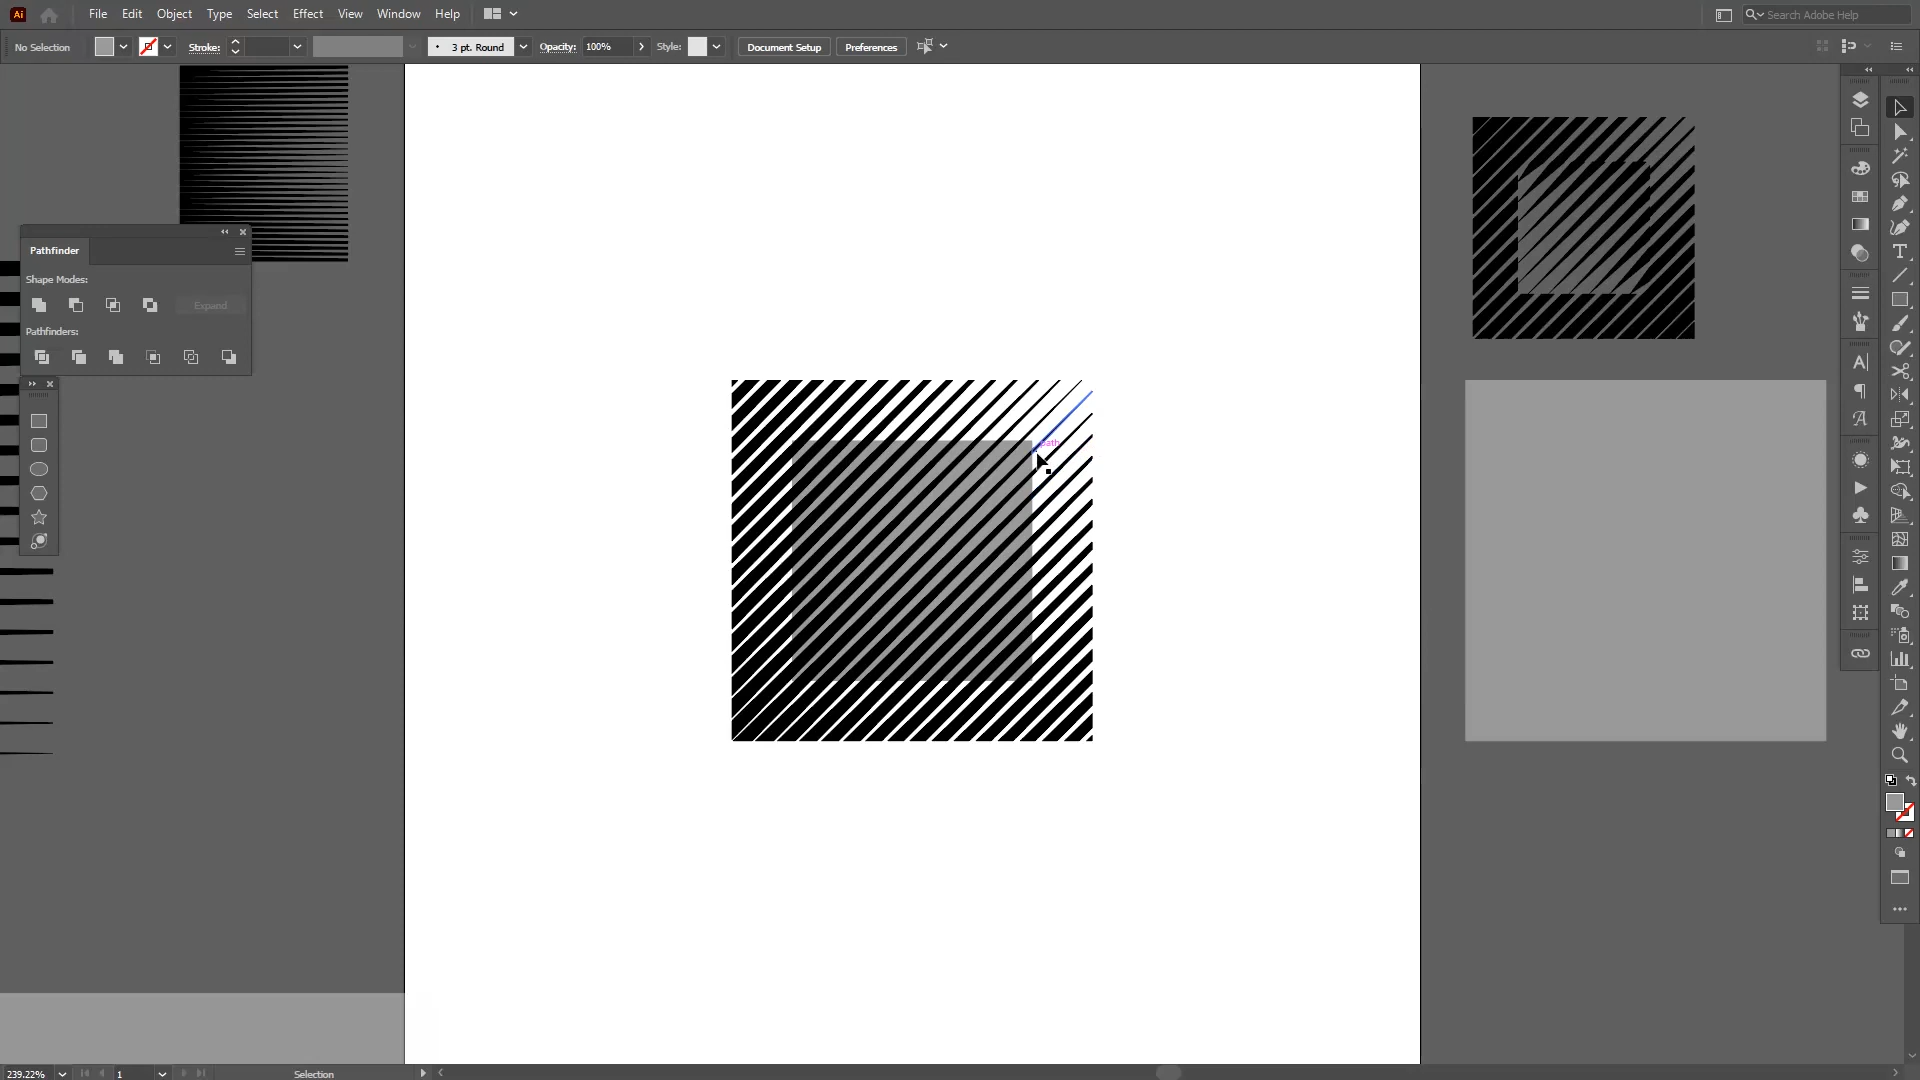 Ai File Edit Object Type Select Effect View Window Help Search Adobe Help
No Selection Stroke: 3 pt. Round Opacity: 100% Style: Document Setup Preferences
Pathfinder
Shape Modes:
Expand
Pathfinders:
path
239.22% 1 Selection